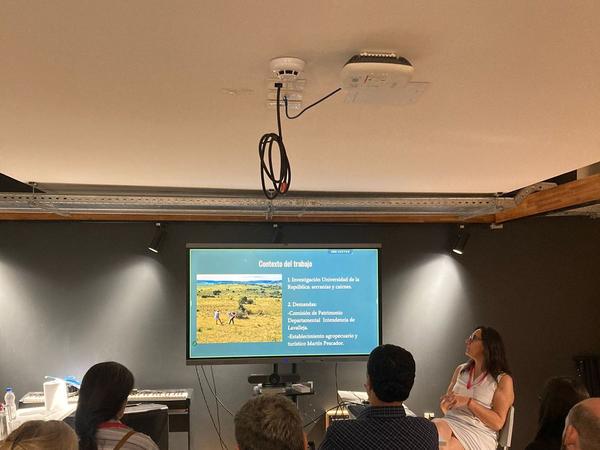 Contexto del trabajo
1. Investigación Universidad de la
República: serranías y cairnes.
2. Demandas:
-Comisión de Patrimonio
Departamental Intendencia de
Lavalleja.
-Establecimiento agropecuario y
turístico Martín Pescador.